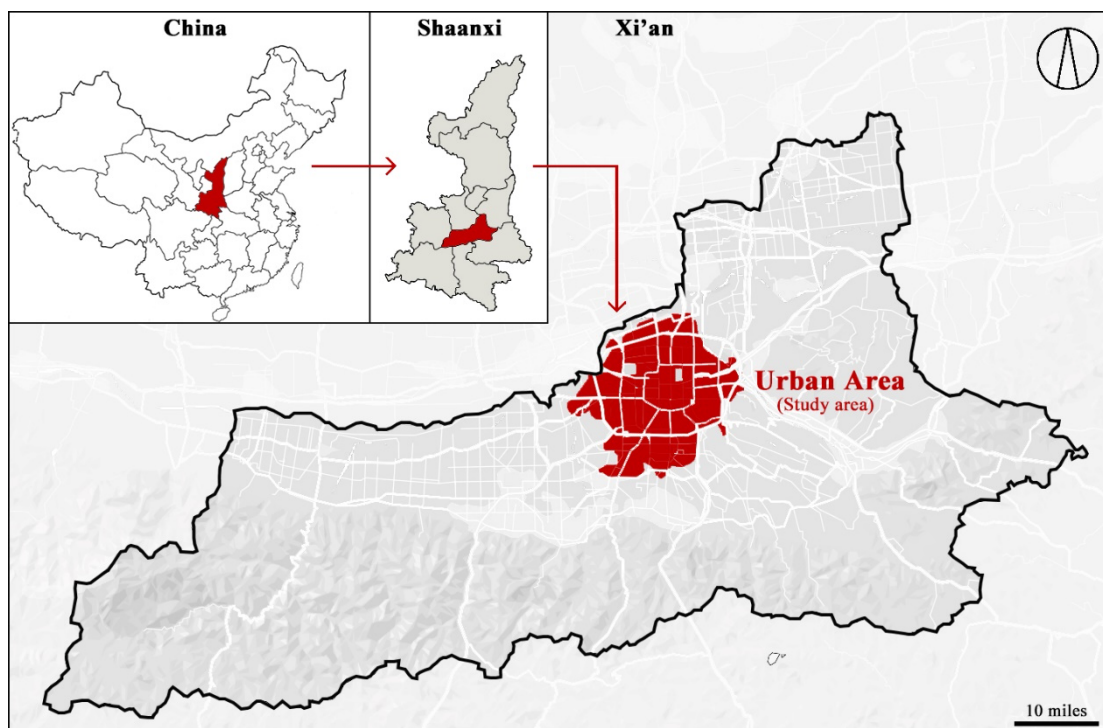 China
Shaanxi
Xi’an
Urban Area
(Study area)
10 miles